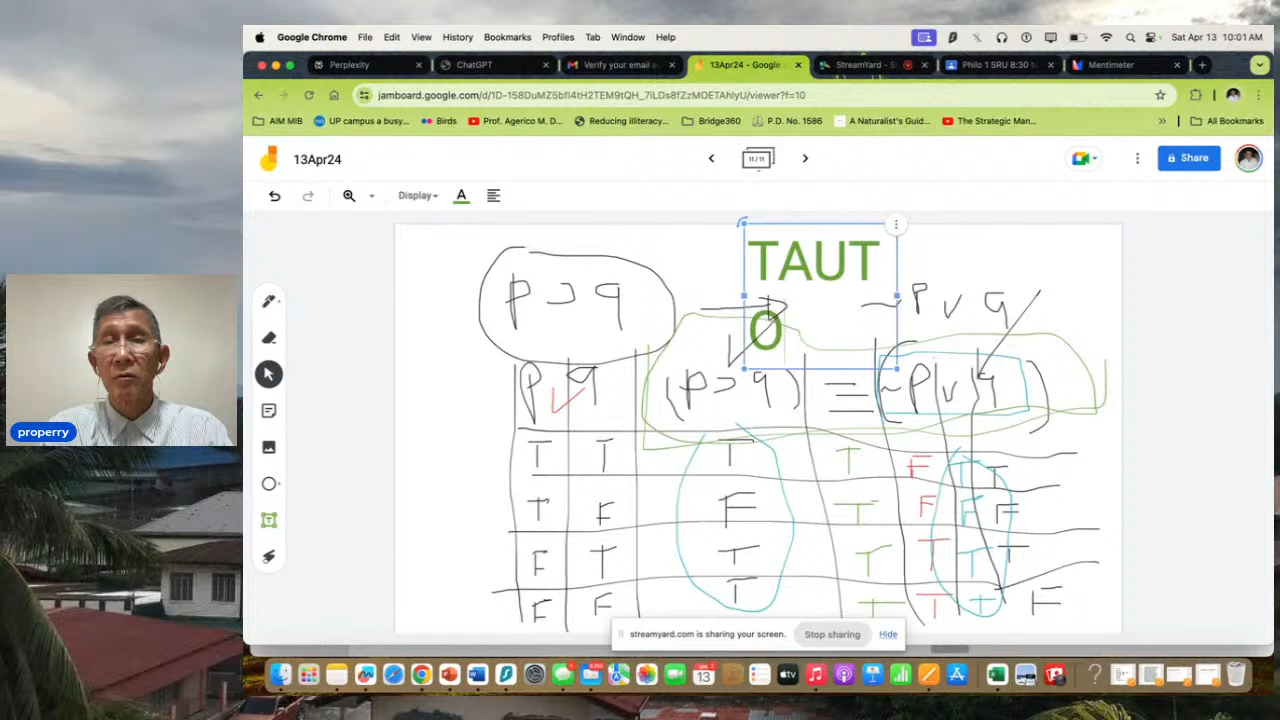 Google Chrome File Edit View History Bookmarks Profiles Tab Window Help Sat Apr 13 10:01 AM
Perplexity ChatGPT Verify your email 13Apr24 - Google StreamYard - S Philo 1 SRU 8:30 t Mentimeter
jamboard.google.com/d/1D-158DuMZ5bfI4tH2TEM9tQH_7iLDs8fZzMOETAhlyU/viewer?f=10
AIM MIB UP campus a busy... Birds Prof. Agerico M. D... Reducing illiteracy... Bridge360 P.D. No. 1586 A Naturalist's Guid... The Strategic Man... » All Bookmarks
13Apr24 11/11 Share
Display A
TAUT
O
p ⊃ q ~ p v q
p q (p ⊃ q) ≡ (~p v q)
T T T T F T T
T F F T F F F
F T T T T T T
F F T T T T F
properry
streamyard.com is sharing your screen. Stop sharing Hide